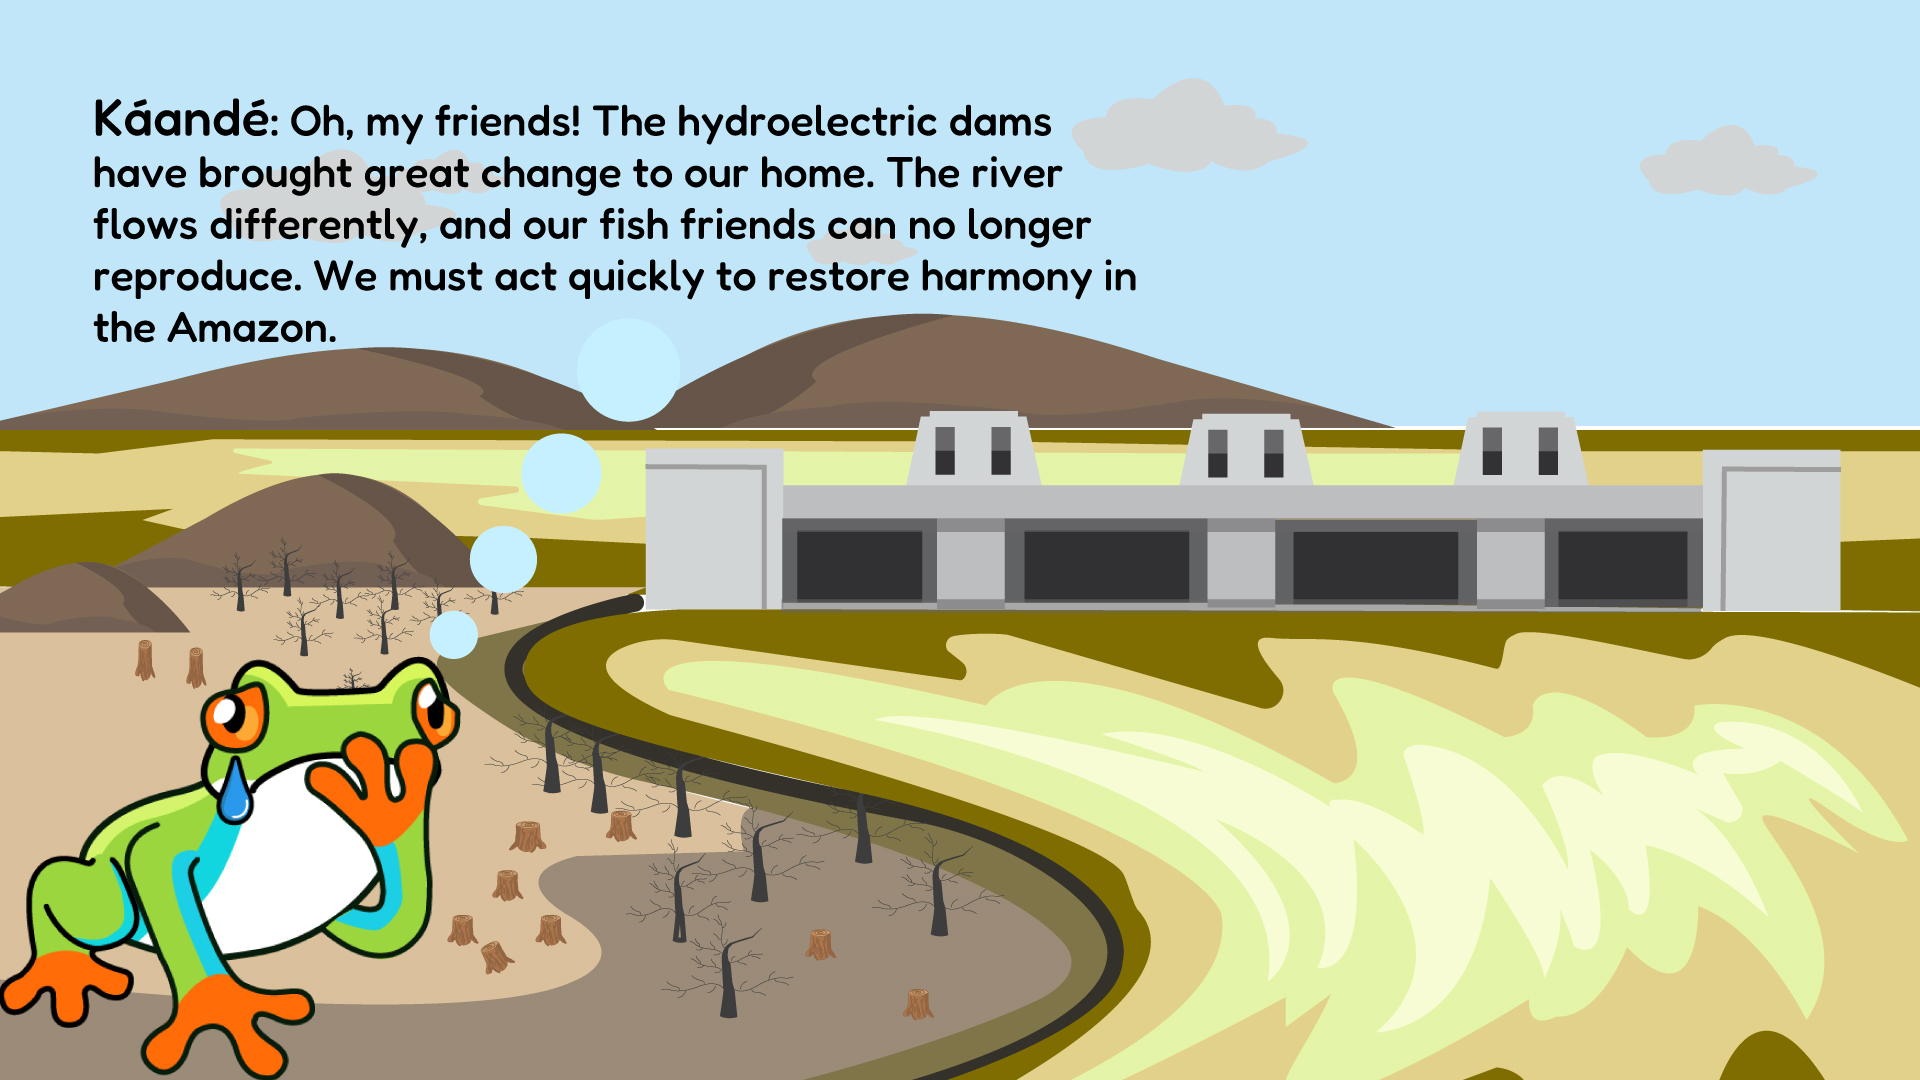 Káandé: Oh, my friends! The hydroelectric dams
have brought great change to our home. The river
flows differently, and our fish friends can no longer
reproduce. We must act quickly to restore harmony in
the Amazon.